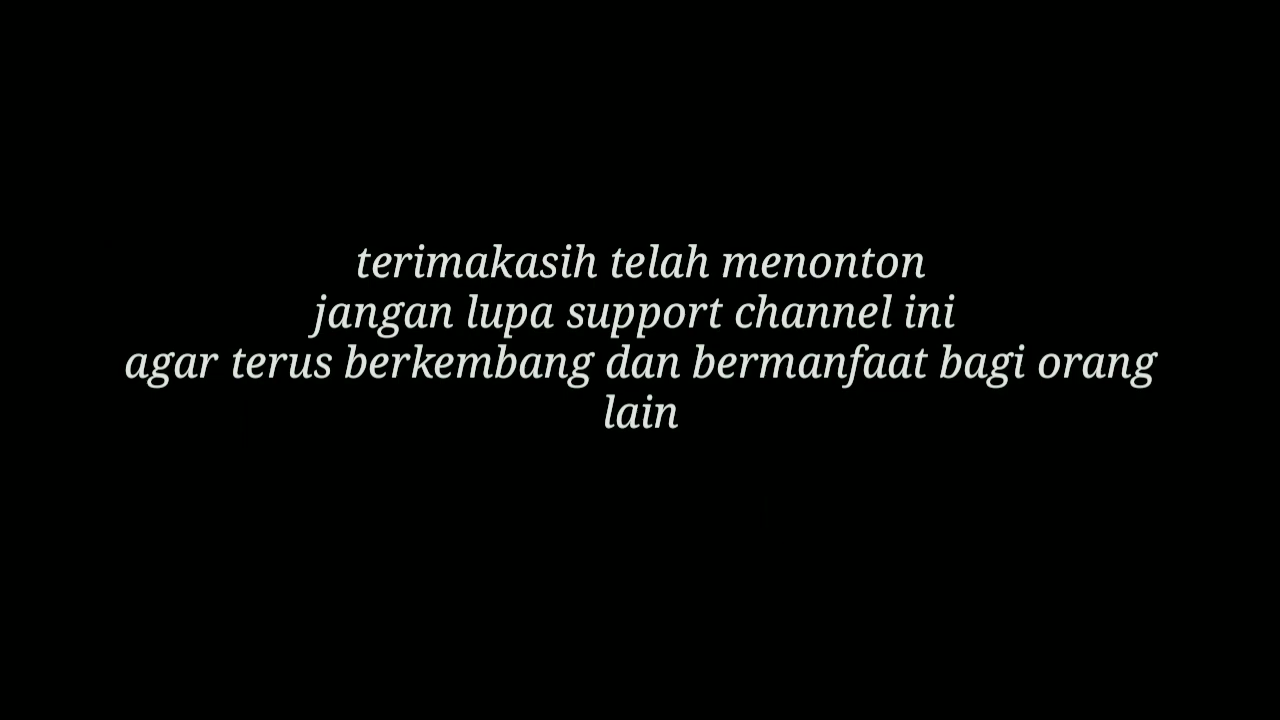 terimakasih telah menonton
jangan lupa support channel ini
agar terus berkembang dan bermanfaat bagi orang
lain